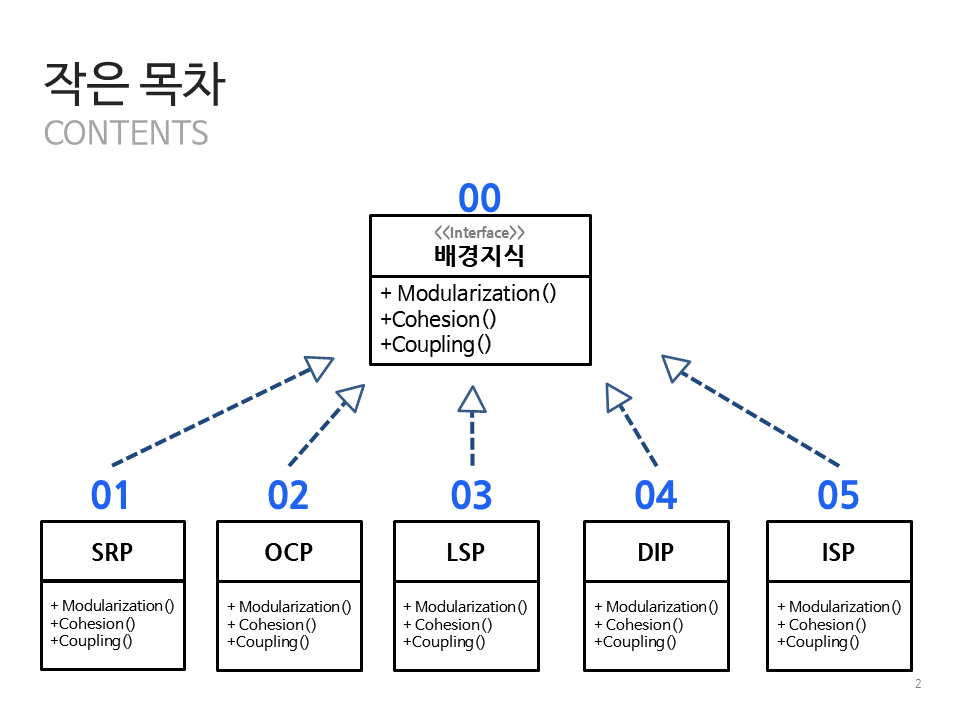 작은 목차
CONTENTS
00
<<Interface>>
배경지식
+ Modularization()
+Cohesion()
+Coupling()
01
02
03
04
05
SRP
+ Modularization()
+Cohesion()
+Coupling()
OCP
+ Modularization()
+ Cohesion()
+Coupling()
LSP
+ Modularization()
+ Cohesion()
+Coupling()
DIP
+ Modularization()
+ Cohesion()
+Coupling()
ISP
+ Modularization()
+ Cohesion()
+Coupling()
2